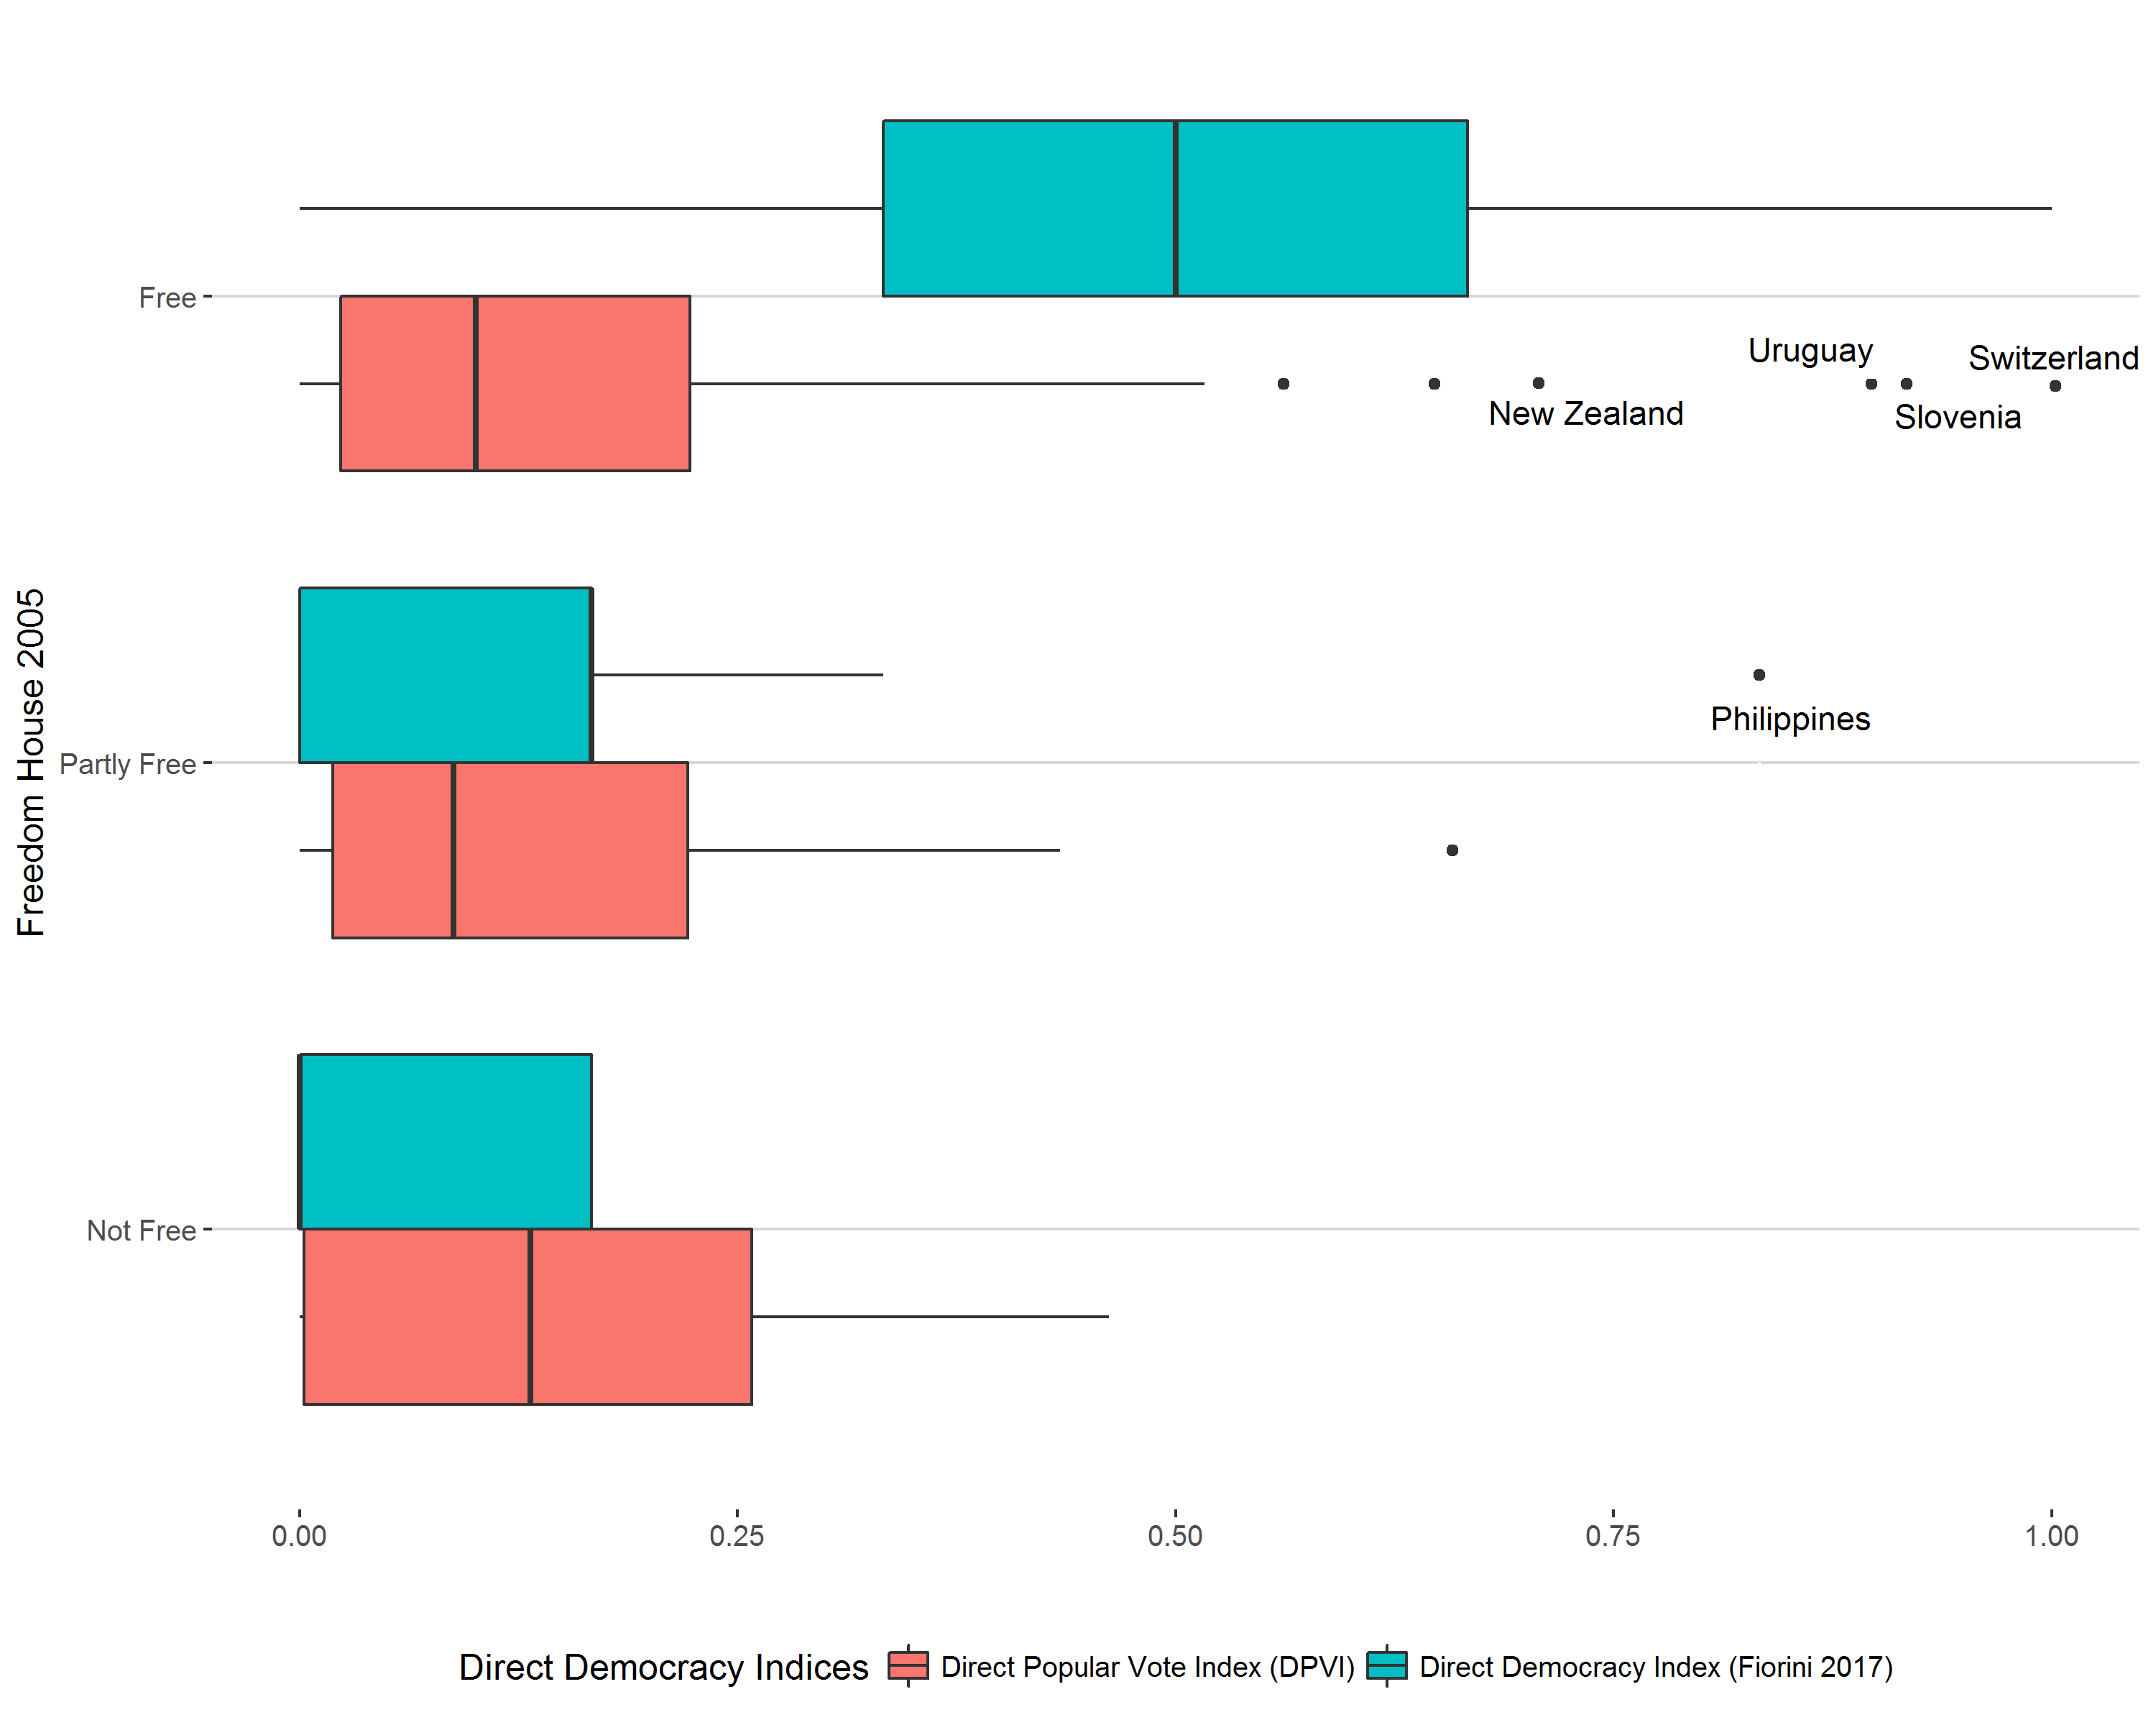 Free
Uruguay
Switzerland
New Zealand
Slovenia
Freedom House 2005
Philippines
Partly Free
Not Free
0.00 0.25 0.50 0.75 1.00
Direct Democracy Indices Direct Popular Vote Index (DPVI) Direct Democracy Index (Fiorini 2017)